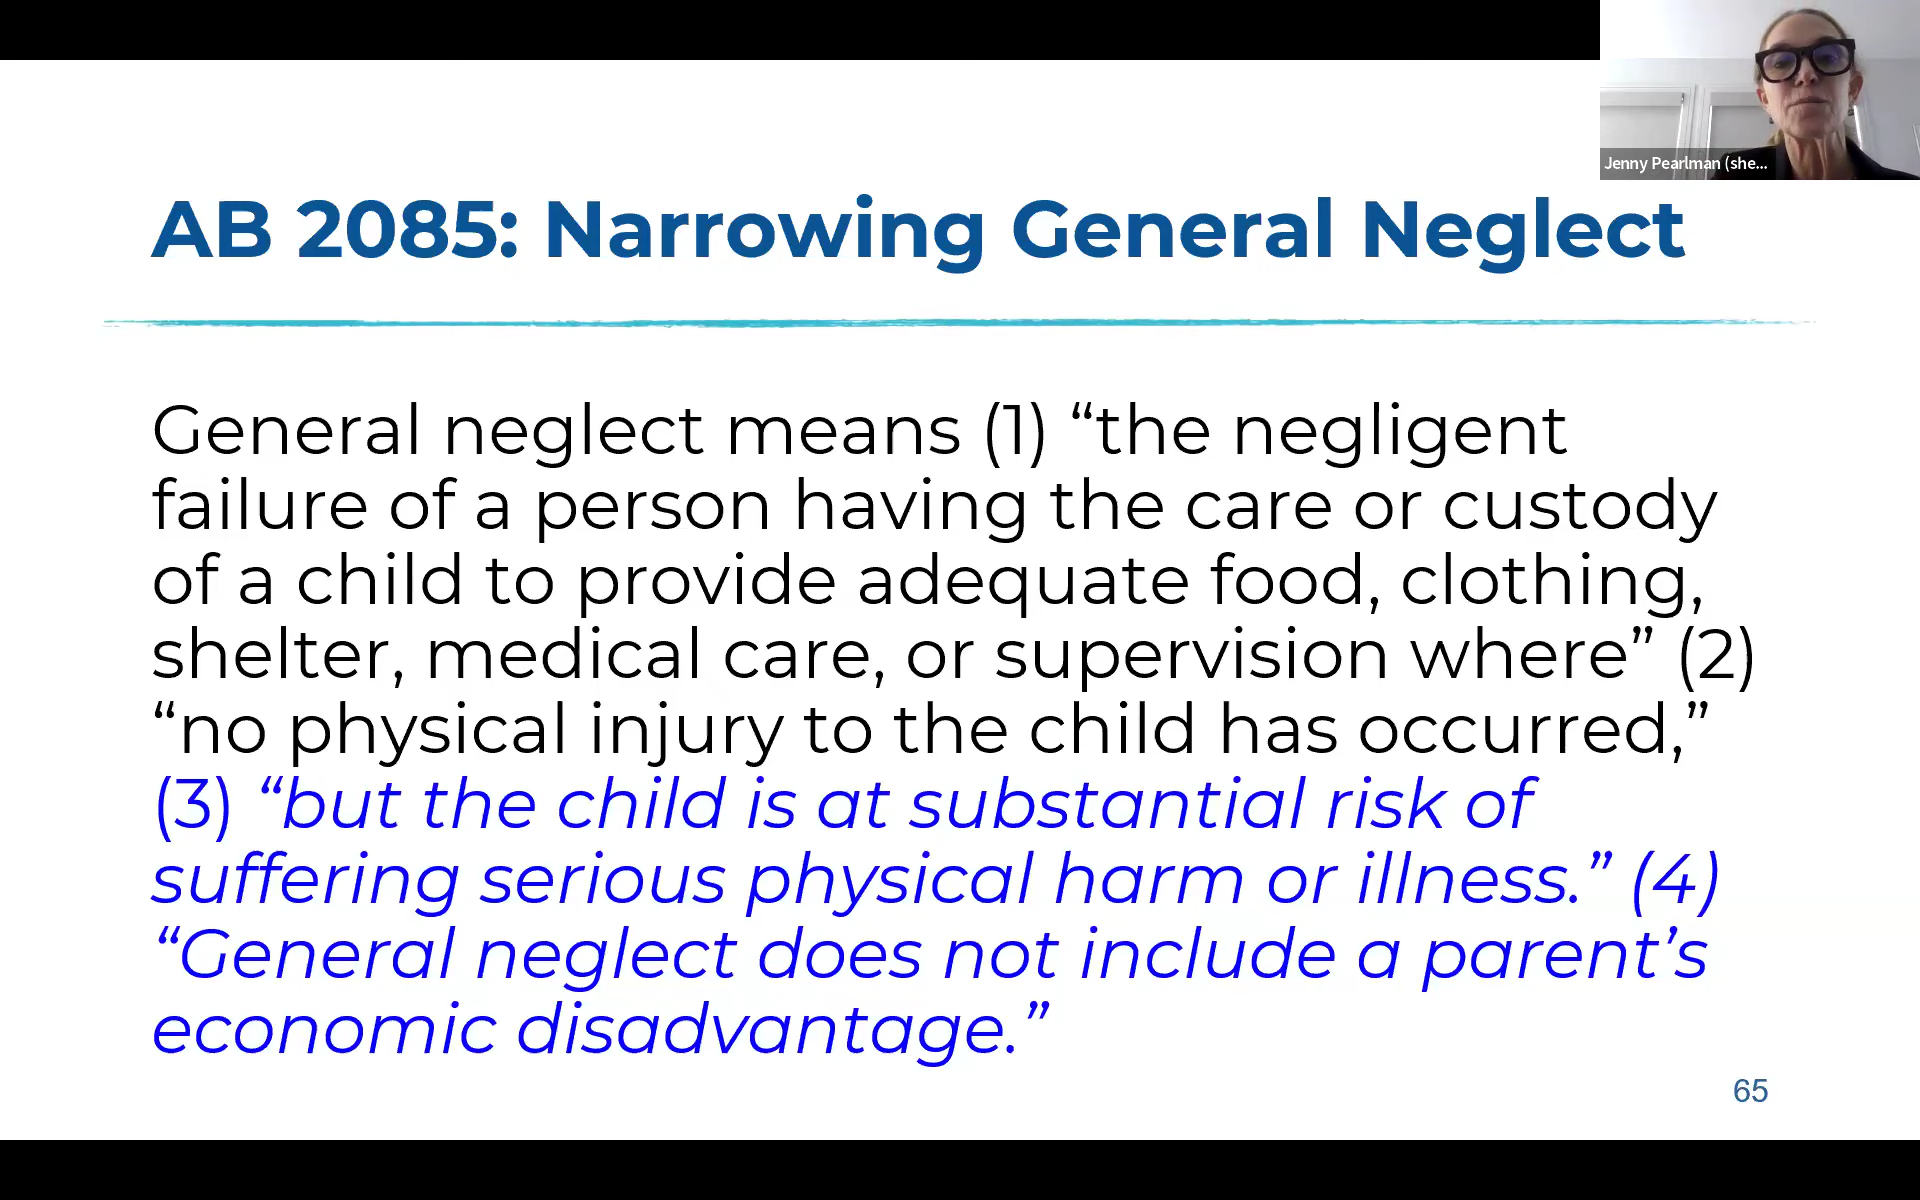 Jenny Pearlman (she...
AB 2085: Narrowing General Neglect
General neglect means (1) “the negligent
failure of a person having the care or custody
of a child to provide adequate food, clothing,
shelter, medical care, or supervision where” (2)
“no physical injury to the child has occurred,”
(3) “but the child is at substantial risk of
suffering serious physical harm or illness.” (4)
“General neglect does not include a parent’s
economic disadvantage.”
65